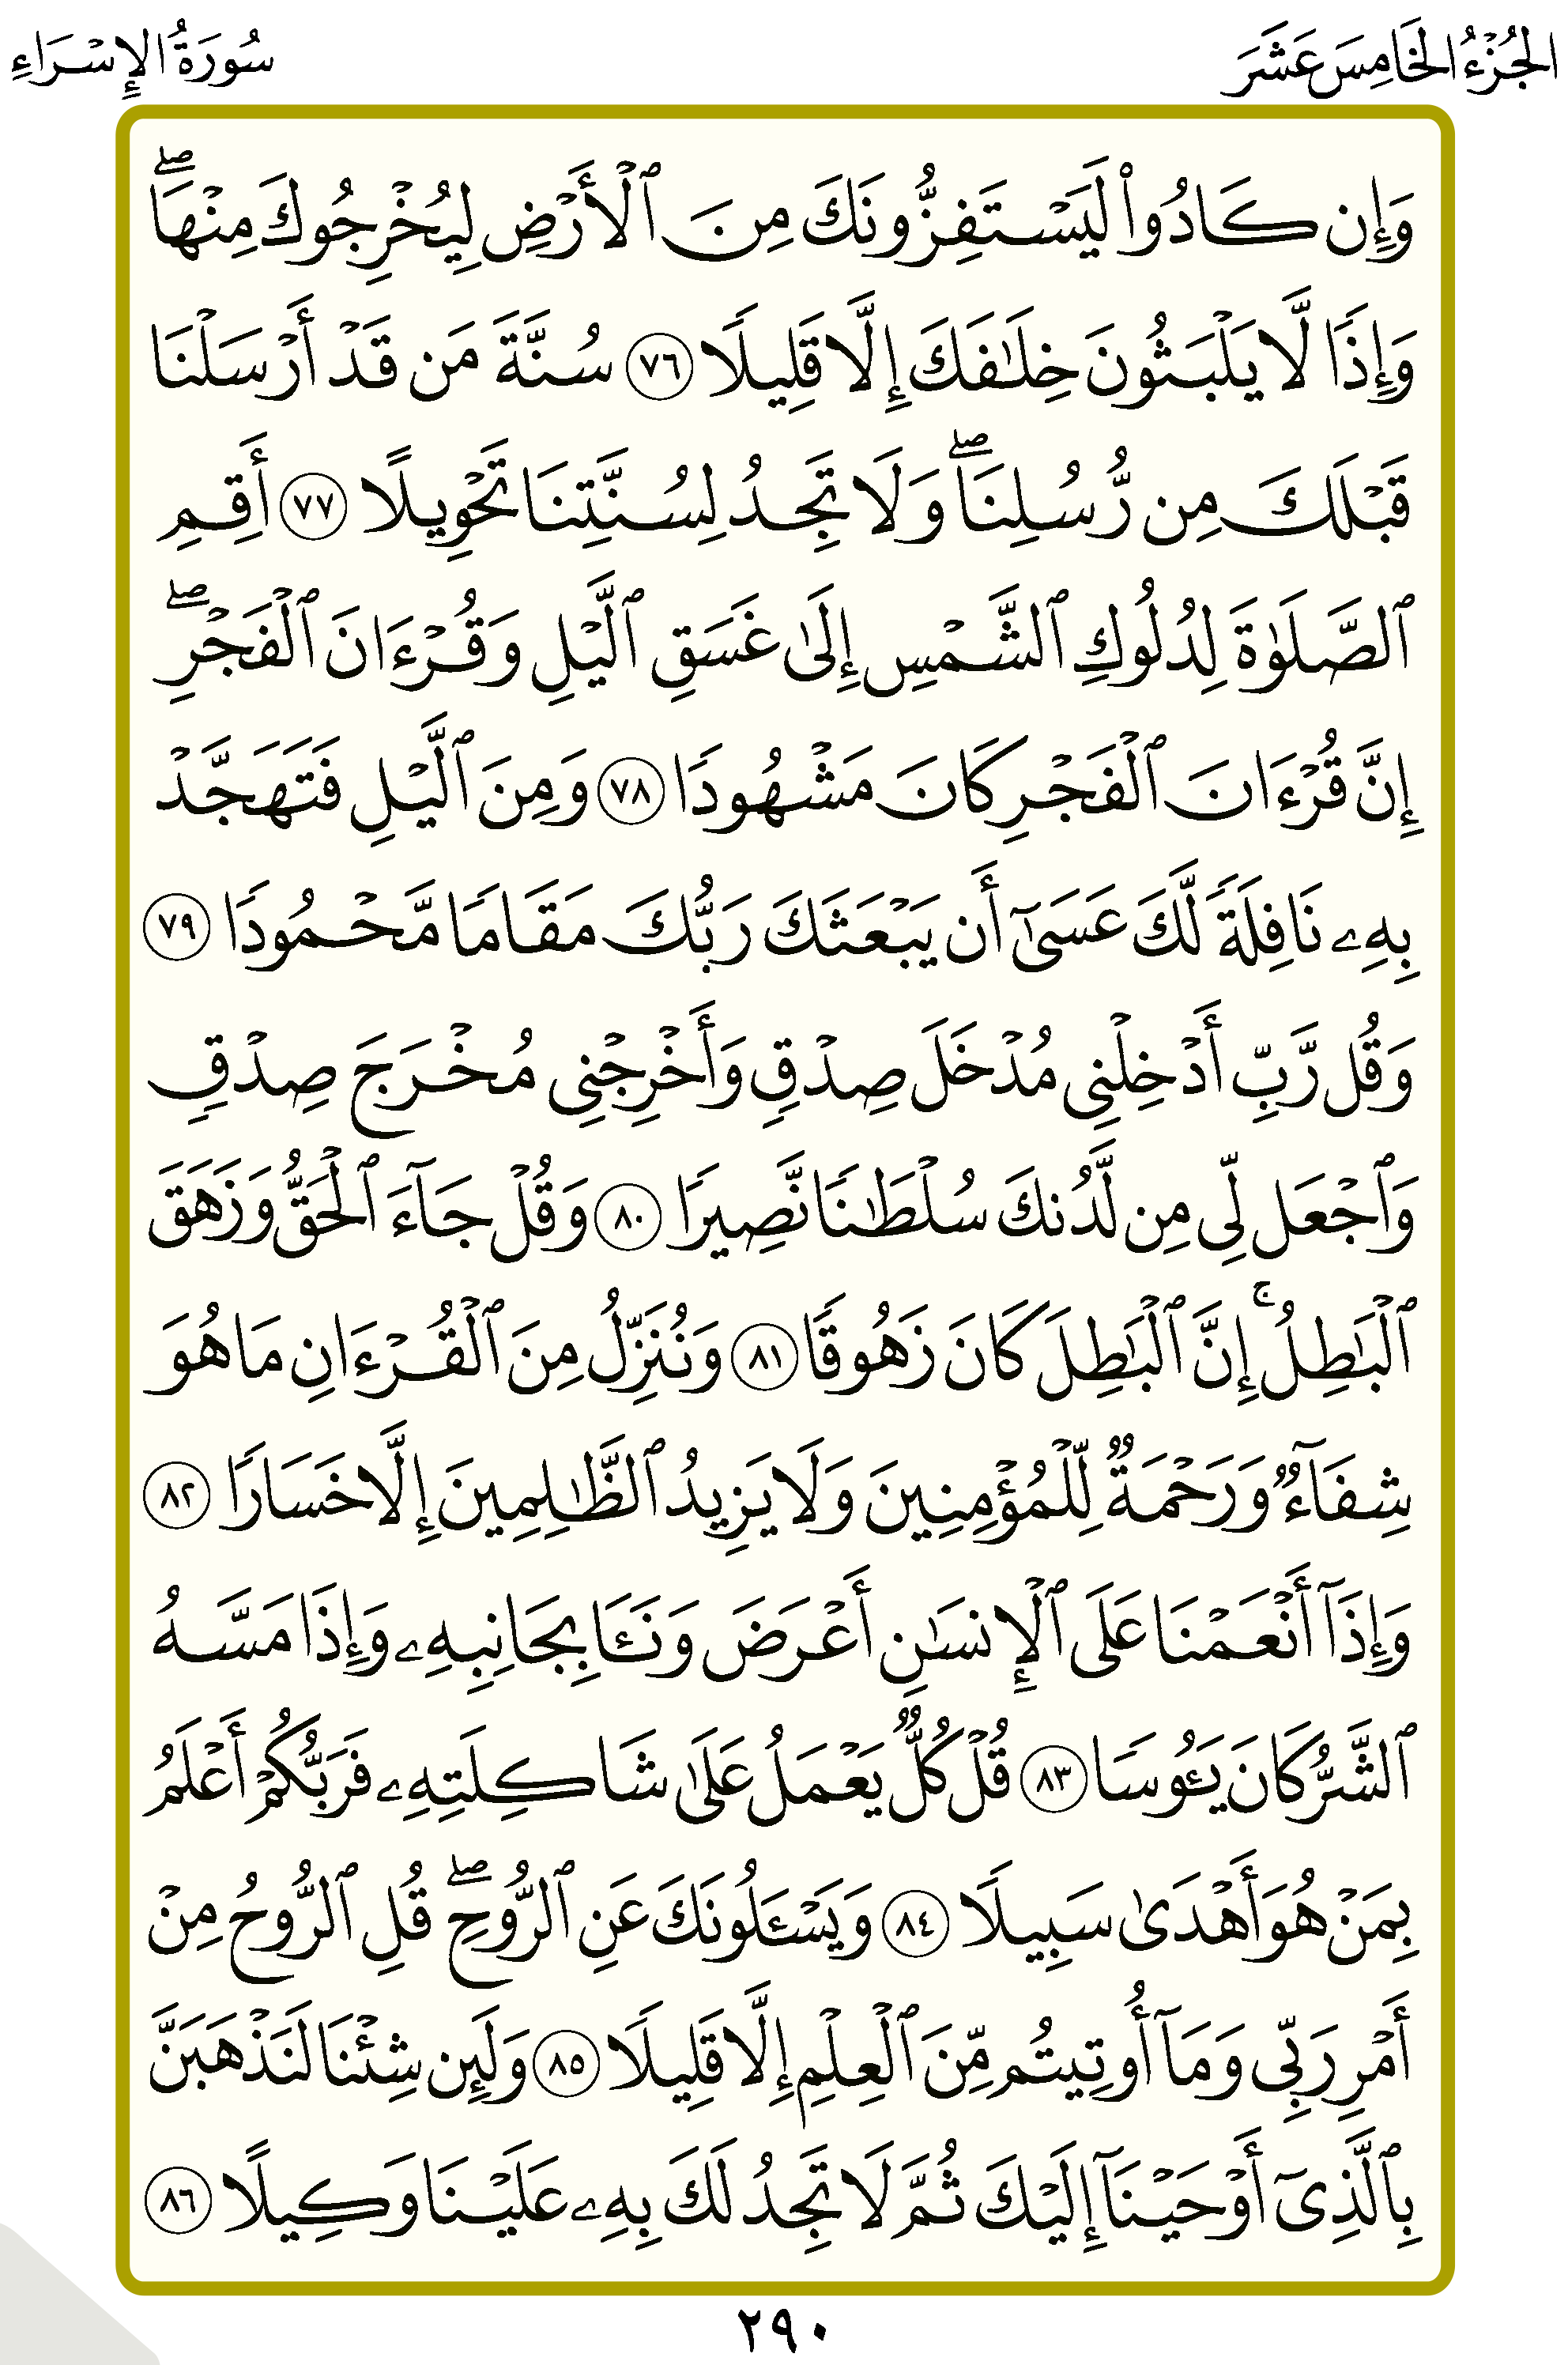 الجُزْءُ الخَامِسَ عَشَرَ
سُورَةُ الإِسْرَاءِ
وَإِن كَادُوا۟ لَيَسْتَفِزُّونَكَ مِنَ ٱلْأَرْضِ لِيُخْرِجُوكَ مِنْهَا ۖ
وَإِذًا لَّا يَلْبَثُونَ خِلَـٰفَكَ إِلَّا قَلِيلًا ٧٦ سُنَّةَ مَن قَدْ أَرْسَلْنَا
قَبْلَكَ مِن رُّسُلِنَا ۖ وَلَا تَجِدُ لِسُنَّتِنَا تَحْوِيلًا ٧٧ أَقِمِ
ٱلصَّلَوٰةَ لِدُلُوكِ ٱلشَّمْسِ إِلَىٰ غَسَقِ ٱلَّيْلِ وَقُرْءَانَ ٱلْفَجْرِ ۖ
إِنَّ قُرْءَانَ ٱلْفَجْرِ كَانَ مَشْهُودًا ٧٨ وَمِنَ ٱلَّيْلِ فَتَهَجَّدْ
بِهِۦ نَافِلَةً لَّكَ عَسَىٰٓ أَن يَبْعَثَكَ رَبُّكَ مَقَامًا مَّحْمُودًا ٧٩
وَقُل رَّبِّ أَدْخِلْنِى مُدْخَلَ صِدْقٍ وَأَخْرِجْنِى مُخْرَجَ صِدْقٍ
وَٱجْعَل لِّى مِن لَّدُنكَ سُلْطَـٰنًا نَّصِيرًا ٨٠ وَقُلْ جَآءَ ٱلْحَقُّ وَزَهَقَ
ٱلْبَـٰطِلُ ۚ إِنَّ ٱلْبَـٰطِلَ كَانَ زَهُوقًا ٨١ وَنُنَزِّلُ مِنَ ٱلْقُرْءَانِ مَا هُوَ
شِفَآءٌ وَرَحْمَةٌ لِّلْمُؤْمِنِينَ وَلَا يَزِيدُ ٱلظَّـٰلِمِينَ إِلَّا خَسَارًا ٨٢
وَإِذَآ أَنْعَمْنَا عَلَى ٱلْإِنسَـٰنِ أَعْرَضَ وَنَـَٔا بِجَانِبِهِۦ وَإِذَا مَسَّهُ
ٱلشَّرُّ كَانَ يَـُٔوسًا ٨٣ قُلْ كُلٌّ يَعْمَلُ عَلَىٰ شَاكِلَتِهِۦ فَرَبُّكُمْ أَعْلَمُ
بِمَنْ هُوَ أَهْدَىٰ سَبِيلًا ٨٤ وَيَسْـَٔلُونَكَ عَنِ ٱلرُّوحِ ۖ قُلِ ٱلرُّوحُ مِنْ
أَمْرِ رَبِّى وَمَآ أُوتِيتُم مِّنَ ٱلْعِلْمِ إِلَّا قَلِيلًا ٨٥ وَلَئِن شِئْنَا لَنَذْهَبَنَّ
بِٱلَّذِىٓ أَوْحَيْنَآ إِلَيْكَ ثُمَّ لَا تَجِدُ لَكَ بِهِۦ عَلَيْنَا وَكِيلًا ٨٦
٢٩٠